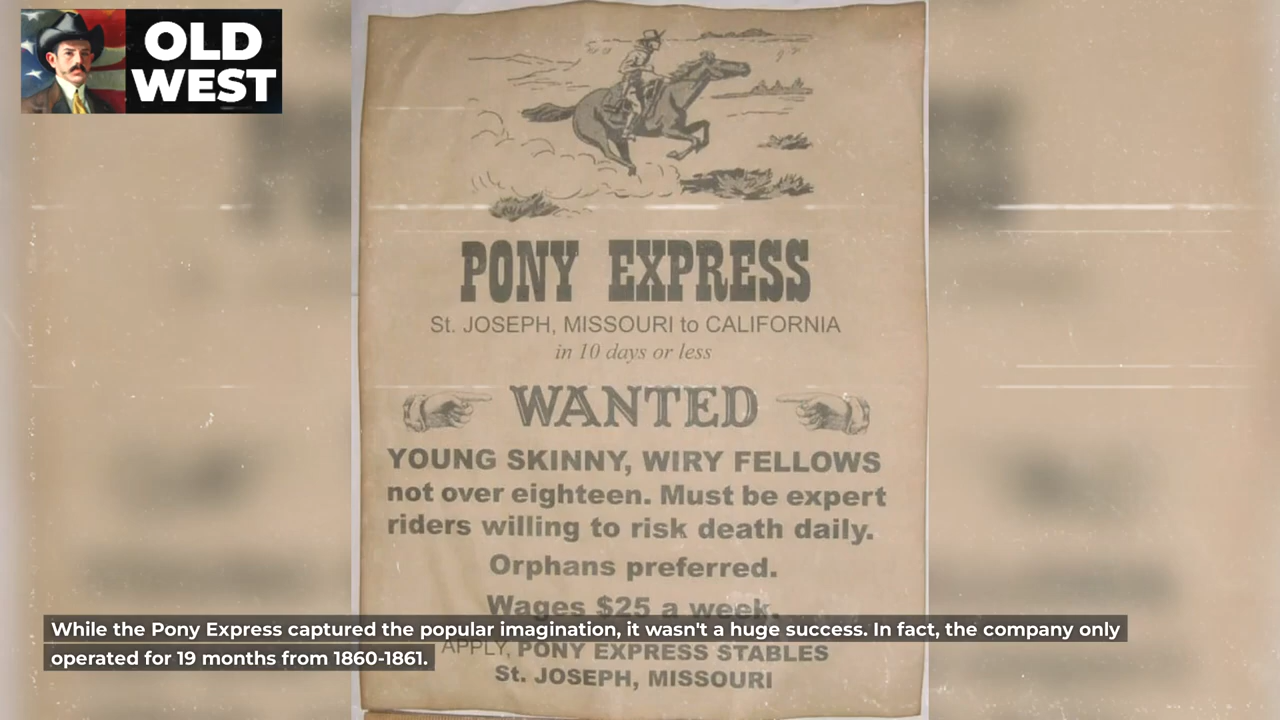 OLD
WEST
PONY EXPRESS
St. JOSEPH, MISSOURI to CALIFORNIA
in 10 days or less
WANTED
YOUNG SKINNY, WIRY FELLOWS
not over eighteen. Must be expert
riders willing to risk death daily.
Orphans preferred.
Wages $25 a week.
While the Pony Express captured the popular imagination, it wasn't a huge success. In fact, the company only
operated for 19 months from 1860-1861.
APPLY, PONY EXPRESS STABLES
St. JOSEPH, MISSOURI